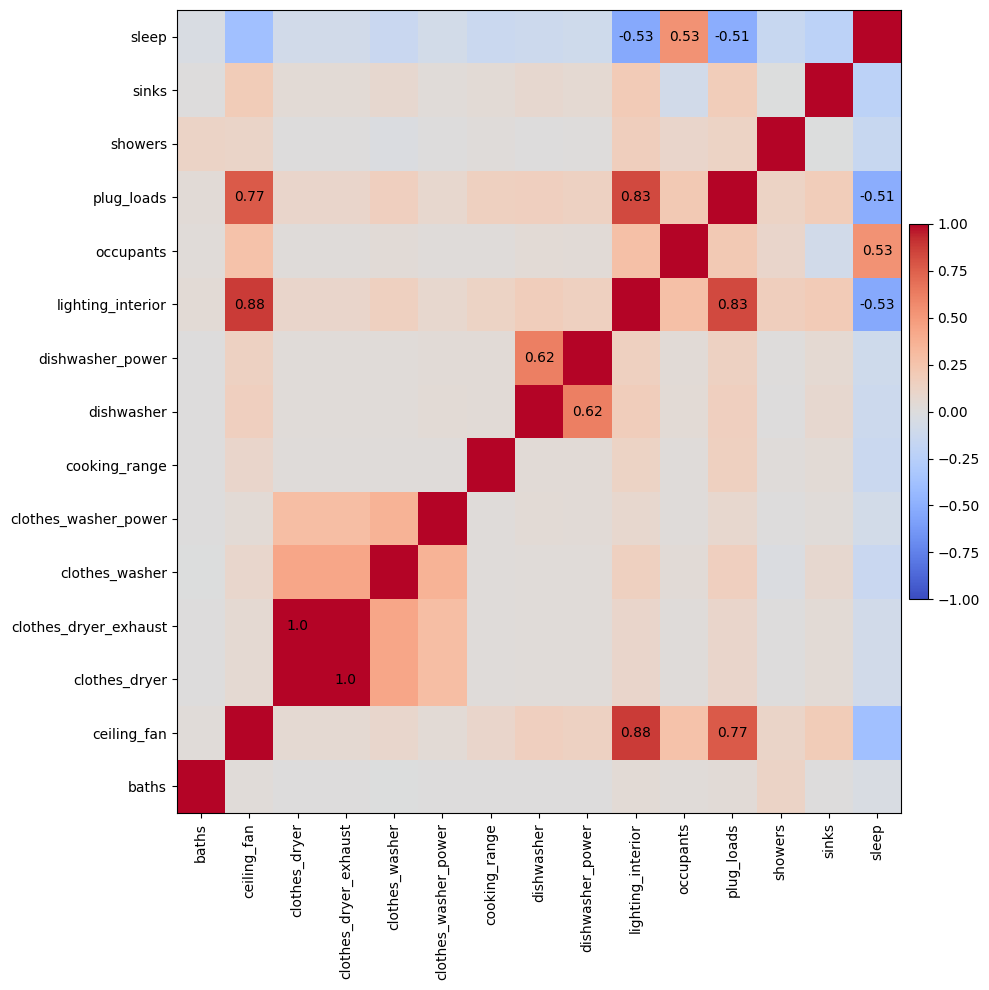 sleep -0.53 0.53 -0.51
sinks
showers
plug_loads 0.77 0.83 -0.51
occupants 0.53
lighting_interior 0.88 0.83 -0.53
dishwasher_power 0.62
dishwasher 0.62
cooking_range
clothes_washer_power
clothes_washer
clothes_dryer_exhaust 1.0
clothes_dryer 1.0
ceiling_fan 0.88 0.77
baths
baths
ceiling_fan
clothes_dryer
clothes_dryer_exhaust
clothes_washer
clothes_washer_power
cooking_range
dishwasher
dishwasher_power
lighting_interior
occupants
plug_loads
showers
sinks
sleep
1.00
0.75
0.50
0.25
0.00
−0.25
−0.50
−0.75
−1.00